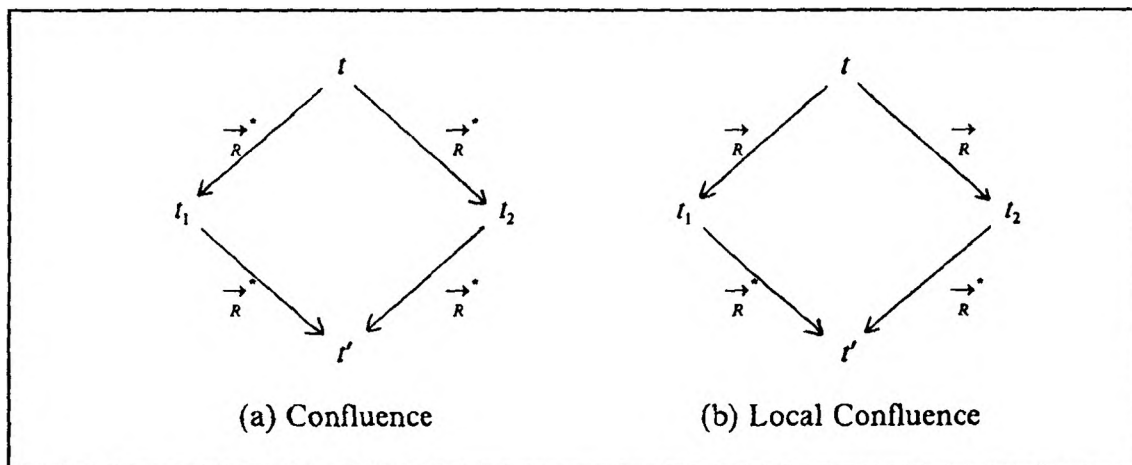 t t
→* R →* R → R → R
t₁ t₂ t₁ t₂
→* R →* R →* R →* R
t′ t′
(a) Confluence (b) Local Confluence